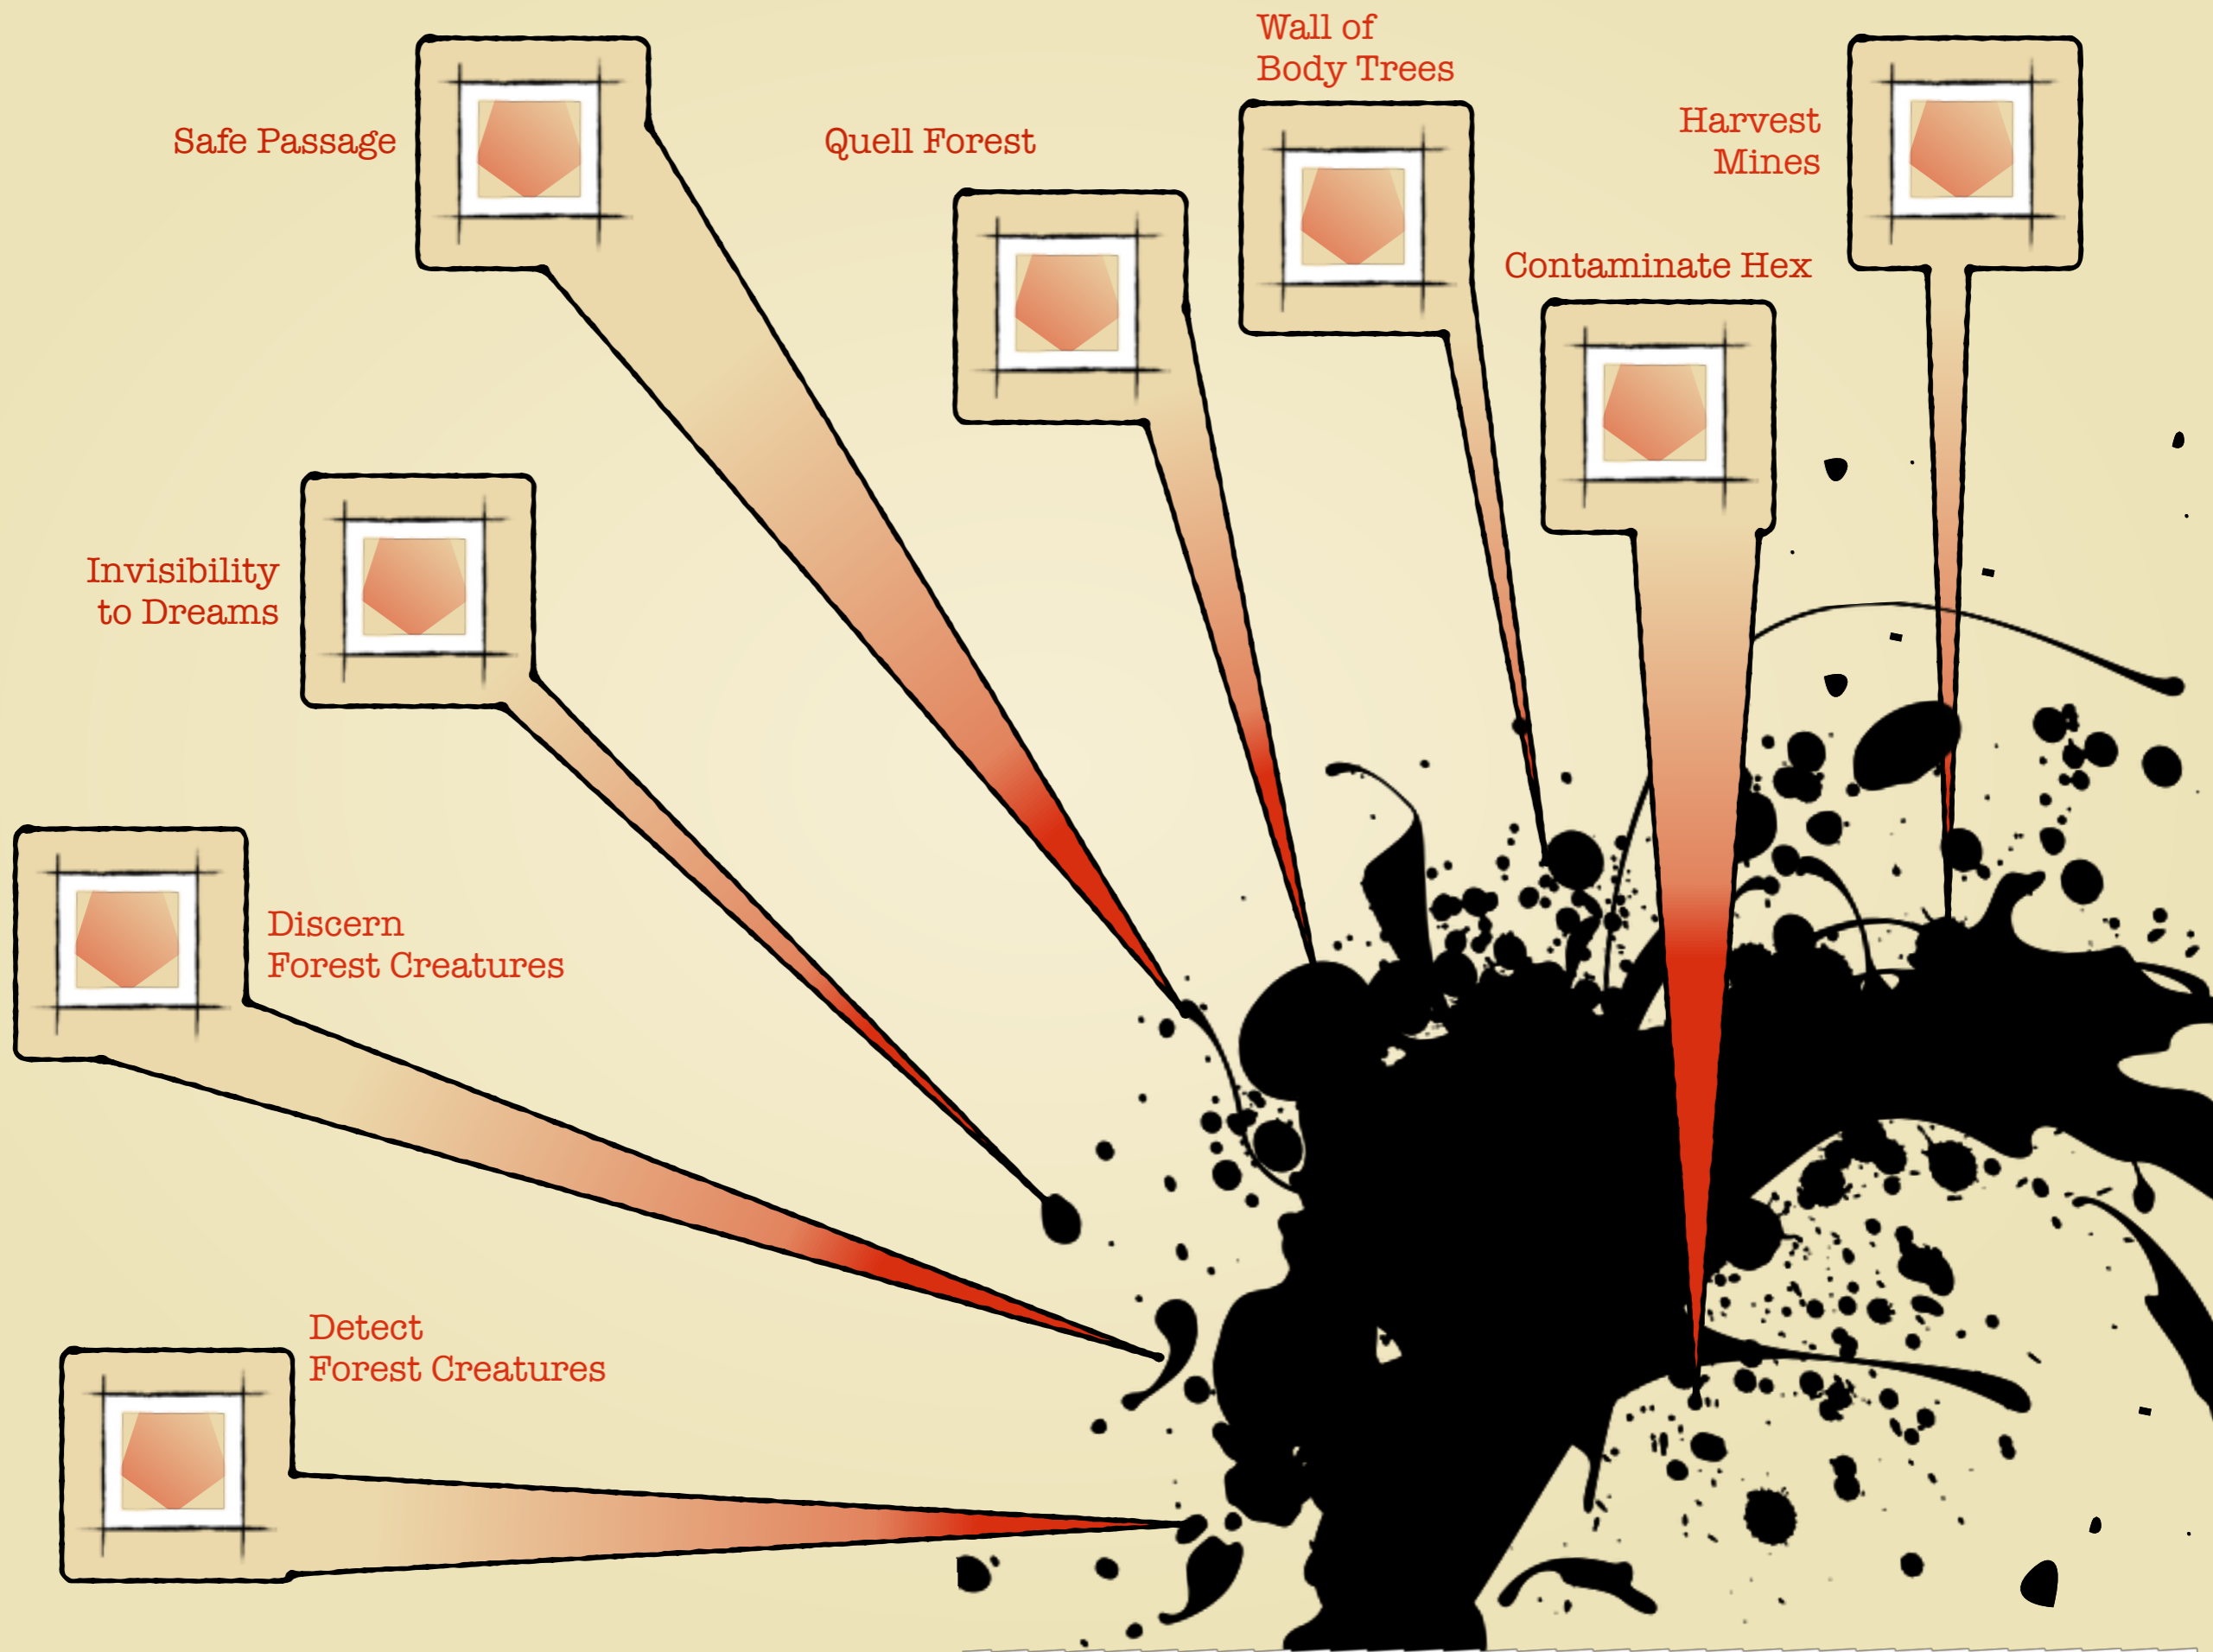 Wall of
Body Trees
Safe Passage
Quell Forest
Harvest
Mines
Contaminate Hex
Invisibility
to Dreams
Discern
Forest Creatures
Detect
Forest Creatures